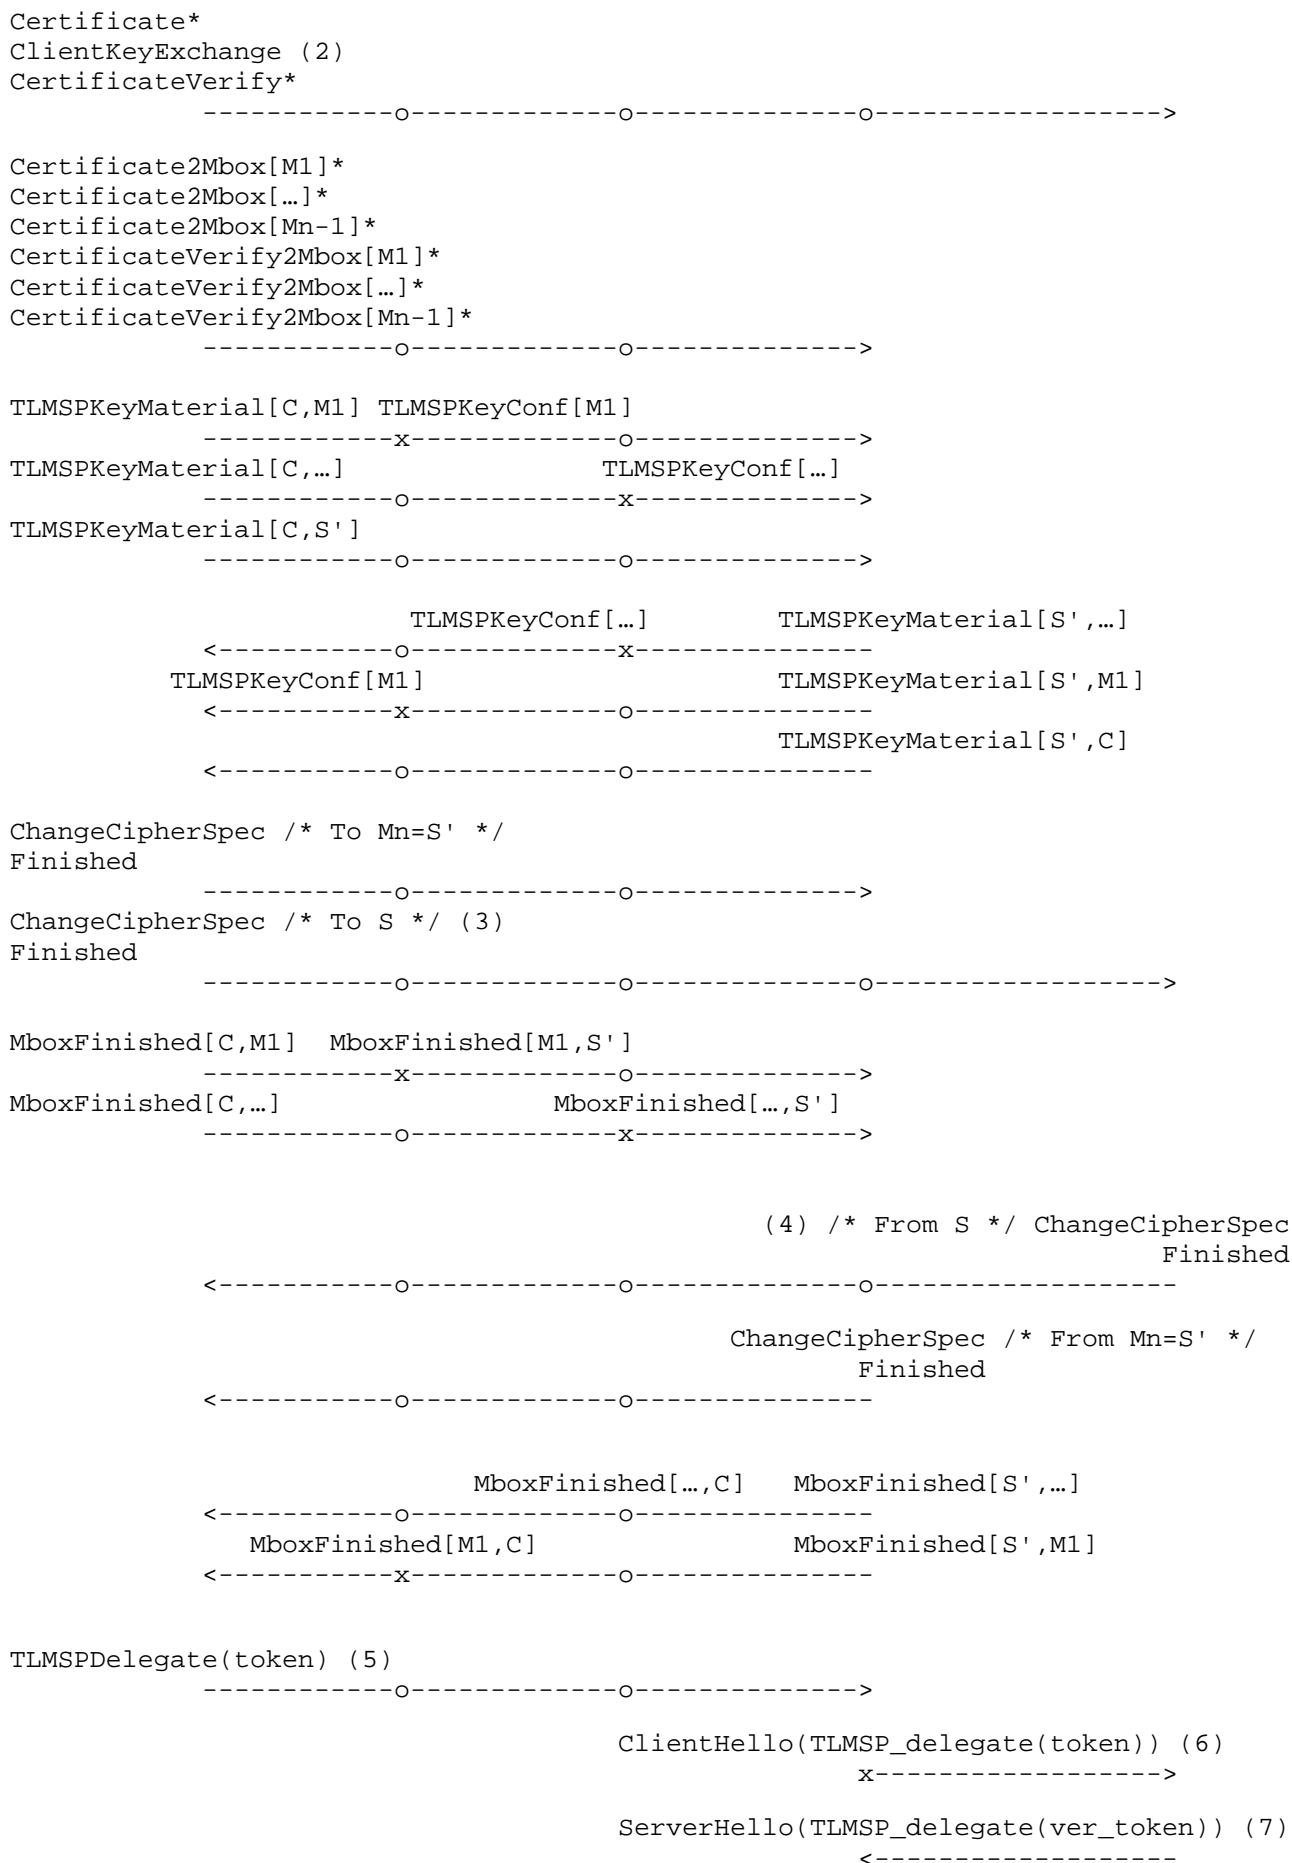 Certificate*
ClientKeyExchange (2)
CertificateVerify*
------------o-------------o--------------o------------------>
Certificate2Mbox[M1]*
Certificate2Mbox[…]*
Certificate2Mbox[Mn-1]*
CertificateVerify2Mbox[M1]*
CertificateVerify2Mbox[…]*
CertificateVerify2Mbox[Mn-1]*
------------o-------------o-------------->
TLMSPKeyMaterial[C,M1] TLMSPKeyConf[M1]
------------x-------------o-------------->
TLMSPKeyMaterial[C,…] TLMSPKeyConf[…]
------------o-------------x-------------->
TLMSPKeyMaterial[C,S']
------------o-------------o-------------->
TLMSPKeyConf[…] TLMSPKeyMaterial[S',…]
<-----------o-------------x---------------
TLMSPKeyConf[M1] TLMSPKeyMaterial[S',M1]
<-----------x-------------o---------------
TLMSPKeyMaterial[S',C]
<-----------o-------------o---------------
ChangeCipherSpec /* To Mn=S' */
Finished
------------o-------------o-------------->
ChangeCipherSpec /* To S */ (3)
Finished
------------o-------------o--------------o------------------>
MboxFinished[C,M1] MboxFinished[M1,S']
------------x-------------o-------------->
MboxFinished[C,…] MboxFinished[…,S']
------------o-------------x-------------->
(4) /* From S */ ChangeCipherSpec
Finished
<-----------o-------------o--------------o-------------------
ChangeCipherSpec /* From Mn=S' */
Finished
<-----------o-------------o---------------
MboxFinished[…,C] MboxFinished[S',…]
<-----------o-------------o---------------
MboxFinished[M1,C] MboxFinished[S',M1]
<-----------x-------------o---------------
TLMSPDelegate(token) (5)
------------o-------------o-------------->
ClientHello(TLMSP_delegate(token)) (6)
x------------------>
ServerHello(TLMSP_delegate(ver_token)) (7)
<-------------------